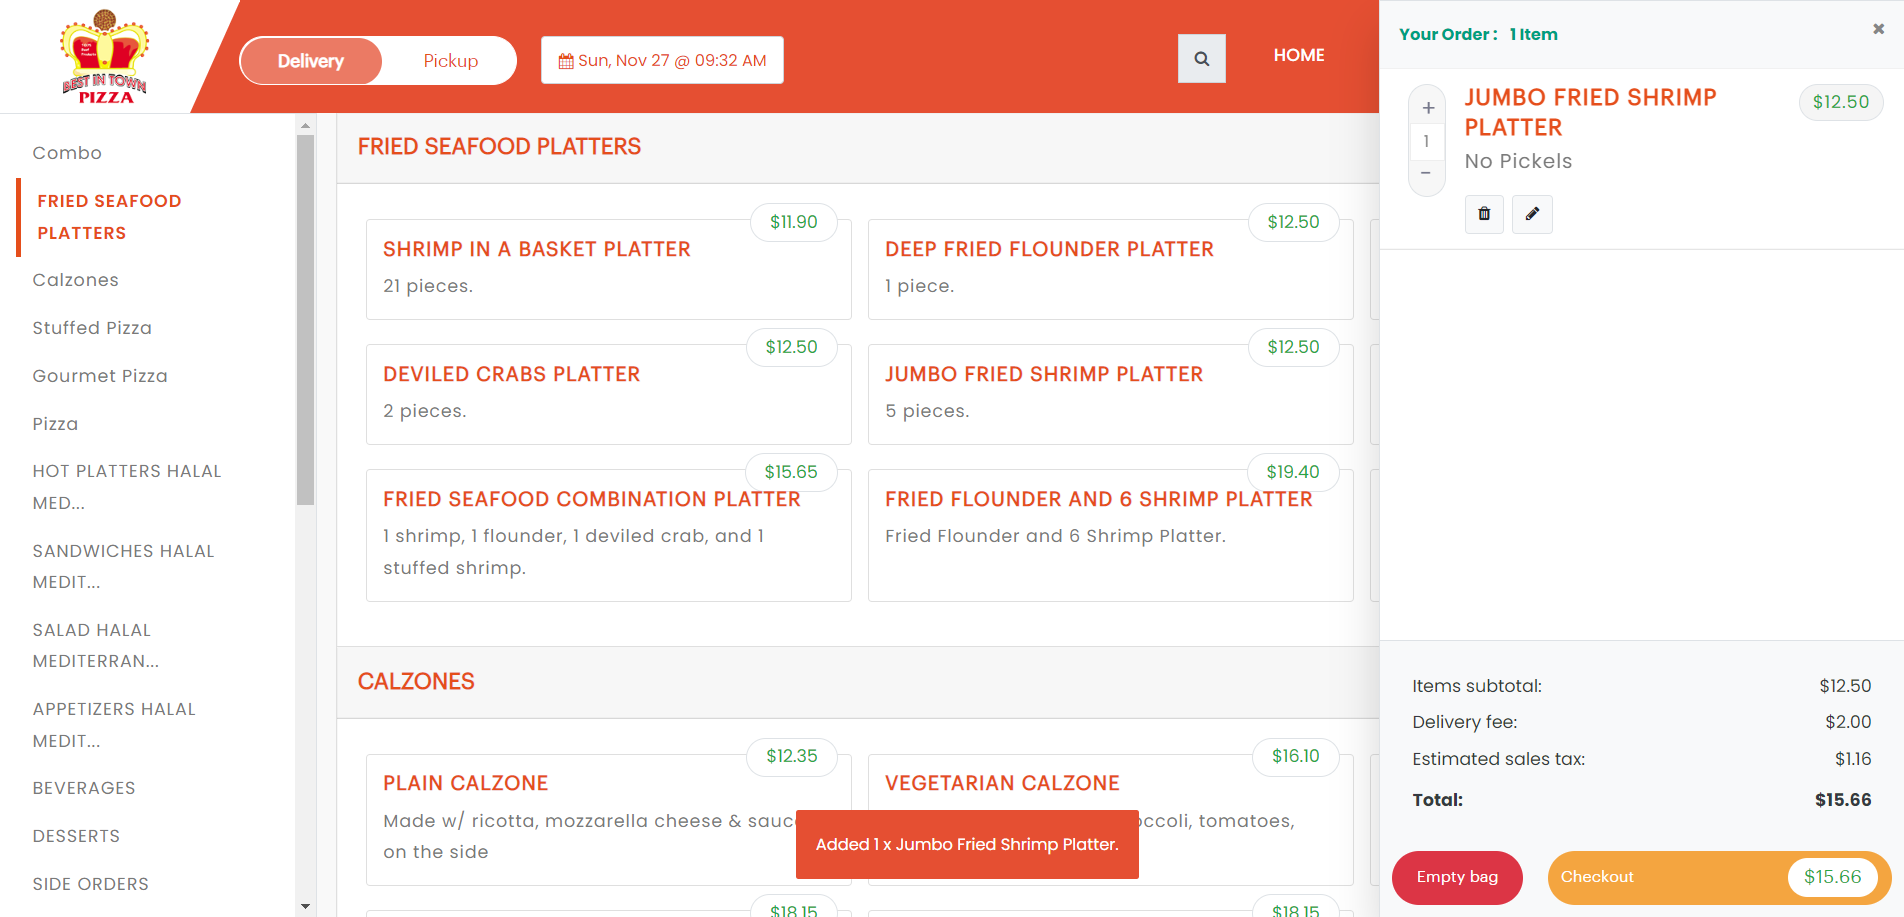 BEST IN TOWN
PIZZA
Delivery
Pickup
Sun, Nov 27 @ 09:32 AM
HOME
Combo
FRIED SEAFOOD
PLATTERS
Calzones
Stuffed Pizza
Gourmet Pizza
Pizza
HOT PLATTERS HALAL
MED...
SANDWICHES HALAL
MEDIT...
SALAD HALAL
MEDITERRAN...
APPETIZERS HALAL
MEDIT...
BEVERAGES
DESSERTS
SIDE ORDERS
FRIED SEAFOOD PLATTERS
$11.90
SHRIMP IN A BASKET PLATTER
21 pieces.
$12.50
DEEP FRIED FLOUNDER PLATTER
1 piece.
$12.50
DEVILED CRABS PLATTER
2 pieces.
$12.50
JUMBO FRIED SHRIMP PLATTER
5 pieces.
$15.65
FRIED SEAFOOD COMBINATION PLATTER
1 shrimp, 1 flounder, 1 deviled crab, and 1
stuffed shrimp.
$19.40
FRIED FLOUNDER AND 6 SHRIMP PLATTER
Fried Flounder and 6 Shrimp Platter.
CALZONES
$12.35
PLAIN CALZONE
Made w/ ricotta, mozzarella cheese & sauc
on the side
$16.10
VEGETARIAN CALZONE
occoli, tomatoes,
$18.15
$18.15
Added 1 x Jumbo Fried Shrimp Platter.
Your Order : 1 Item
+
1
−
JUMBO FRIED SHRIMP
PLATTER
$12.50
No Pickels
Items subtotal: $12.50
Delivery fee: $2.00
Estimated sales tax: $1.16
Total: $15.66
Empty bag
Checkout $15.66